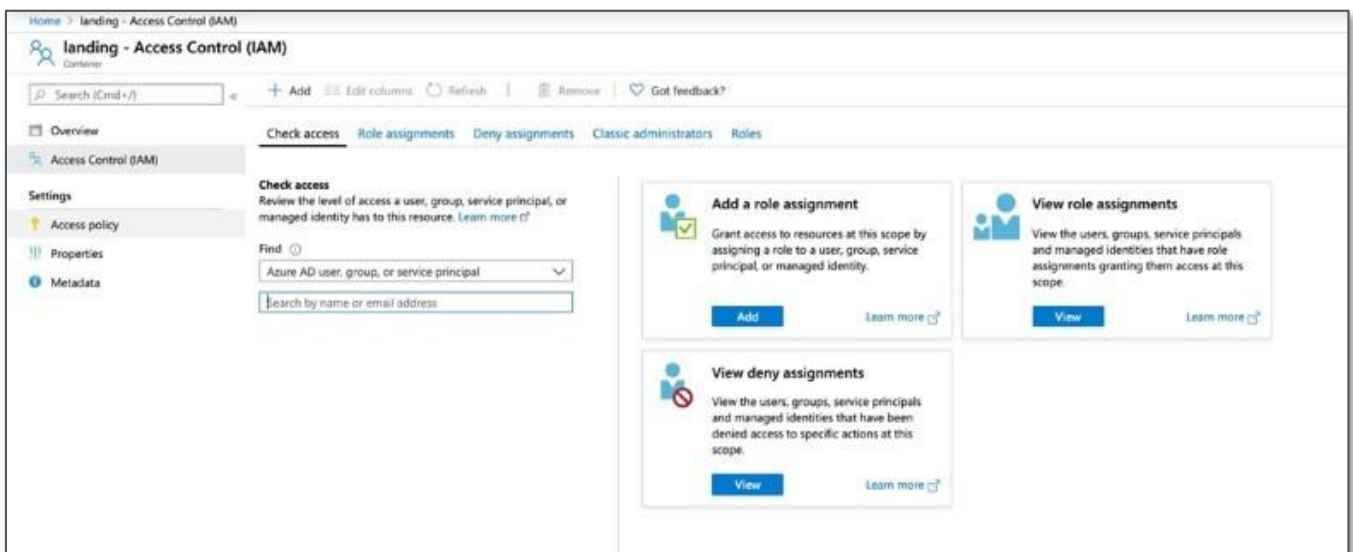 Home > landing - Access Control (IAM)
landing - Access Control (IAM)
Container
Search (Cmd+/)
«
Overview
Access Control (IAM)
Settings
Access policy
Properties
Metadata
+ Add
Edit columns
Refresh
Remove
Got feedback?
Check access
Role assignments
Deny assignments
Classic administrators
Roles
Check access
Review the level of access a user, group, service principal, or
managed identity has to this resource. Learn more
Find
Azure AD user, group, or service principal
Search by name or email address
Add a role assignment
Grant access to resources at this scope by
assigning a role to a user, group, service
principal, or managed identity.
Add
Learn more
View role assignments
View the users, groups, service principals
and managed identities that have role
assignments granting them access at this
scope.
View
Learn more
View deny assignments
View the users, groups, service principals
and managed identities that have been
denied access to specific actions at this
scope.
View
Learn more